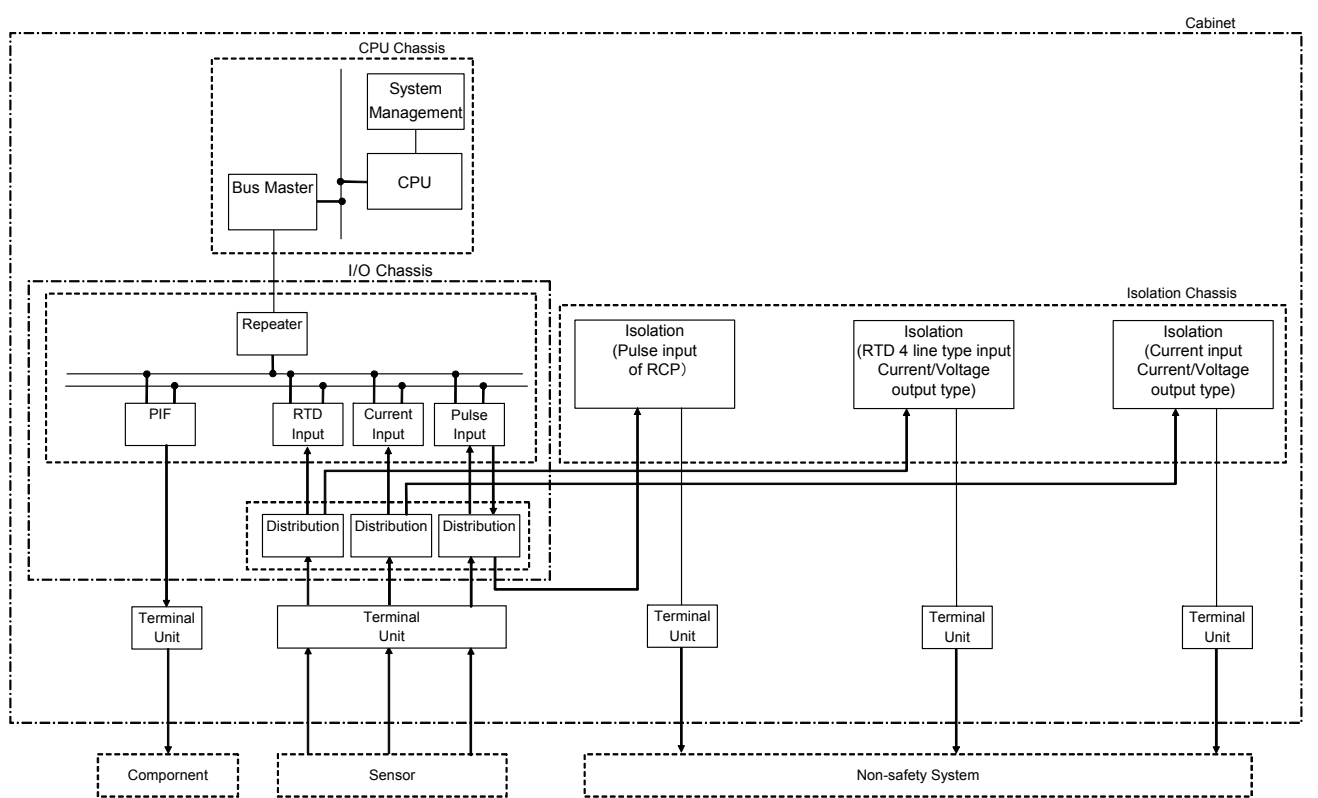 Cabinet
CPU Chassis
System
Management
CPU
Bus Master
I/O Chassis
Repeater
PIF
RTD
Input
Current
Input
Pulse
Input
Isolation Chassis
Isolation
(Pulse input
of RCP)
Isolation
(RTD 4 line type input
Current/Voltage
output type)
Isolation
(Current input
Current/Voltage
output type)
Distribution
Distribution
Distribution
Terminal
Unit
Terminal
Unit
Terminal
Unit
Terminal
Unit
Terminal
Unit
Compornent
Sensor
Non-safety System